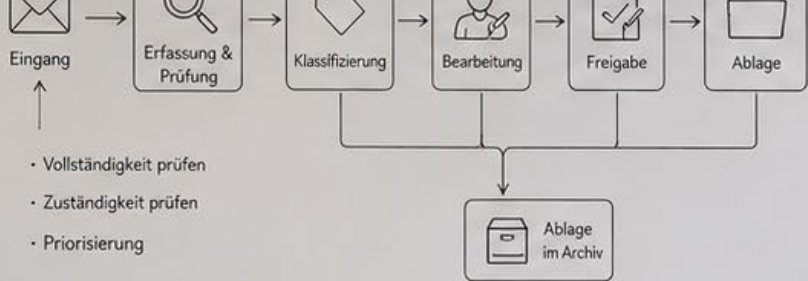 Eingang
Erfassung &
Prüfung
Klassifizierung
Bearbeitung
Freigabe
Ablage
· Vollständigkeit prüfen
· Zuständigkeit prüfen
· Priorisierung
Ablage
im Archiv